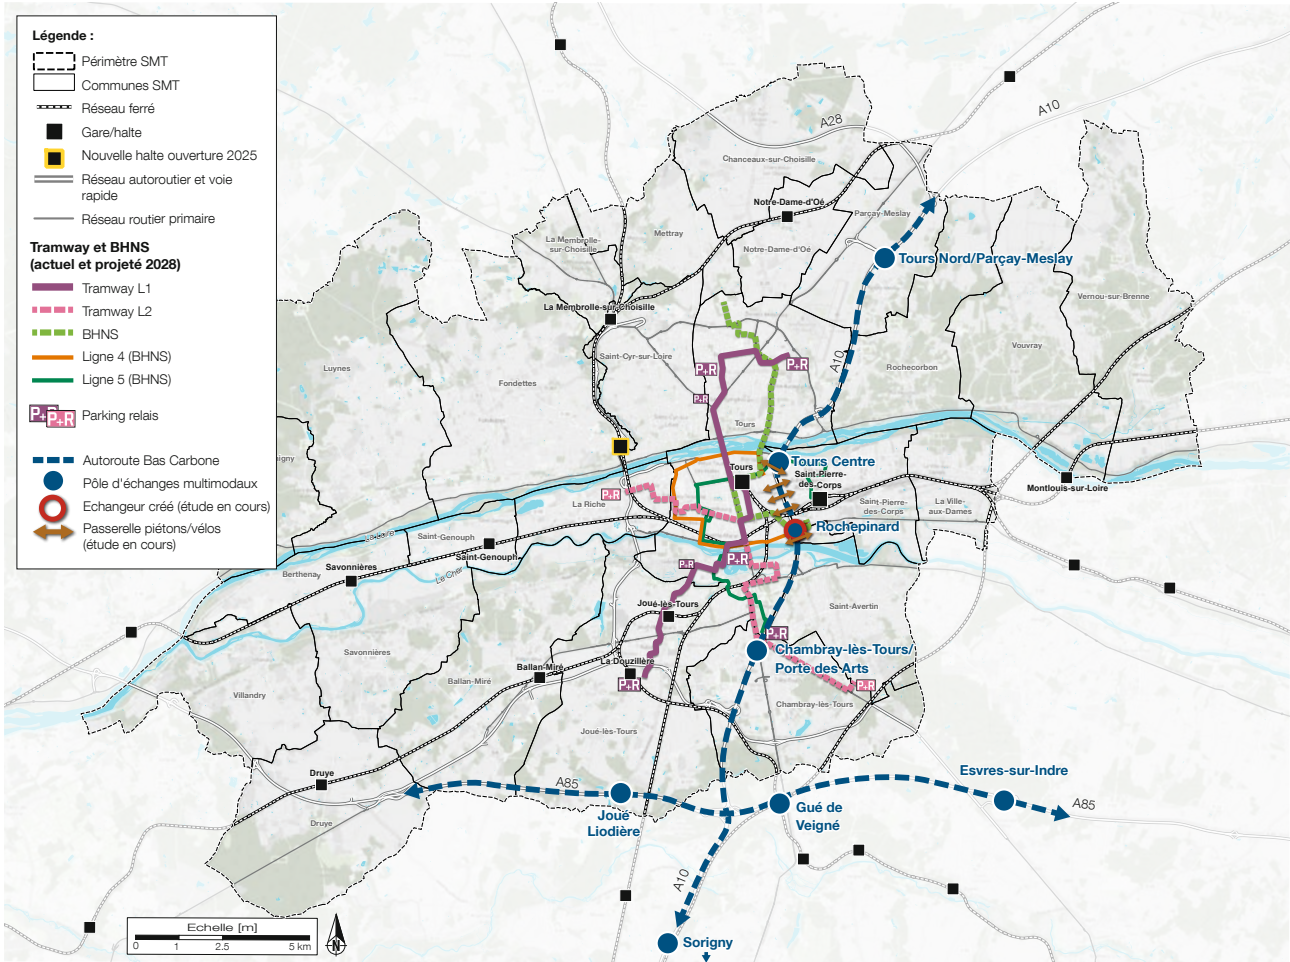 Légende :
Périmètre SMT
Communes SMT
Réseau ferré
Gare/halte
Nouvelle halte ouverture 2025
Réseau autoroutier et voie
rapide
Réseau routier primaire
Tramway et BHNS
(actuel et projeté 2028)
Tramway L1
Tramway L2
BHNS
Ligne 4 (BHNS)
Ligne 5 (BHNS)
P+R
Parking relais
Autoroute Bas Carbone
Pôle d'échanges multimodaux
Echangeur créé (étude en cours)
Passerelle piétons/vélos
(étude en cours)
A28
A10
Chanceaux-sur-Choisille
Notre-Dame-d'Oé
Parçay-Meslay
Mettray
La Membrolle-
sur-Choisille
Notre-Dame-d'Oé
Tours Nord/Parçay-Meslay
Vernou-sur-Brenne
La Membrolle-sur-Choisille
Vouvray
Saint-Cyr-sur-Loire
A10
Rochecorbon
Luynes
Fondettes
P+R
P+R
P+R
Tours
Tours Centre
Tours
Saint-Pierre-
des-Corps
Montlouis-sur-Loire
P+R
La Riche
Saint-Pierre-
des-Corps
La Ville-
aux-Dames
Rochepinard
La Loire
Saint-Genouph
Saint-Genouph
P+R
P+R
Berthenay
Savonnières
Le Cher
Joué-lès-Tours
Saint-Avertin
P+R
Chambray-lès-Tours/
Porte des Arts
Savonnières
Ballan-Miré
La Douzillère
P+R
P+R
Villandry
Ballan-Miré
Chambray-lès-Tours
Joué-lès-Tours
Druye
A85
Esvres-sur-Indre
A85
Joué
Liodière
Gué de
Veigné
Druye
A10
Sorigny
Echelle [m]
0 1 2.5 5 km
N